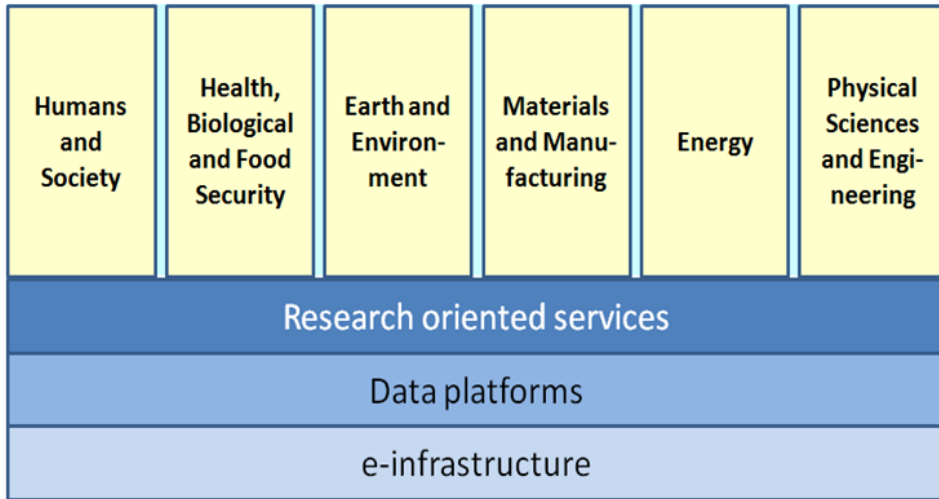 Humans
and
Society
Health,
Biological
and Food
Security
Earth and
Environ-
ment
Materials
and Manu-
facturing
Energy
Physical
Sciences
and Engi-
neering
Research oriented services
Data platforms
e-infrastructure